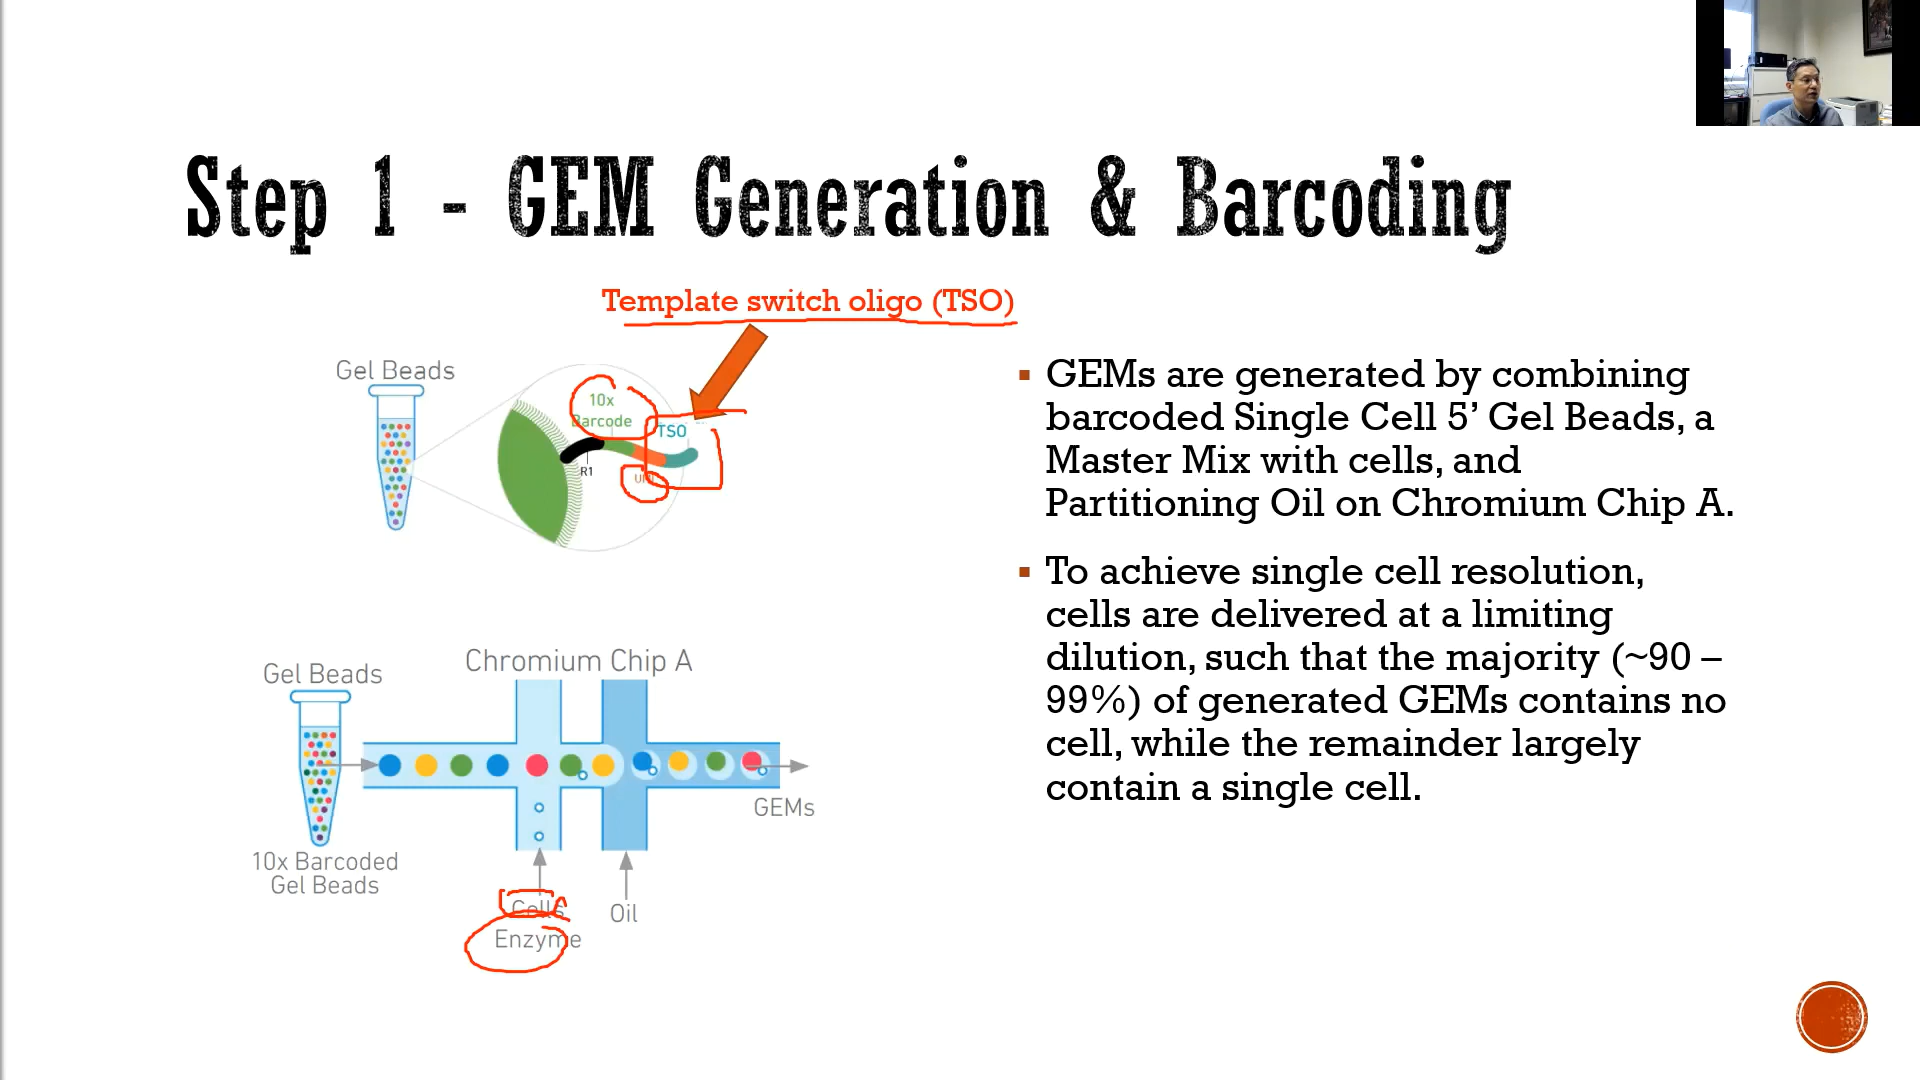 Step 1 - GEM Generation & Barcoding
Template switch oligo (TSO)
Gel Beads
10x
Barcode
TSO
R1
UMI
▪ GEMs are generated by combining
barcoded Single Cell 5’ Gel Beads, a
Master Mix with cells, and
Partitioning Oil on Chromium Chip A.
▪ To achieve single cell resolution,
cells are delivered at a limiting
dilution, such that the majority (~90 –
99%) of generated GEMs contains no
cell, while the remainder largely
contain a single cell.
Chromium Chip A
Gel Beads
GEMs
10x Barcoded
Gel Beads
Cells
Enzyme
Oil